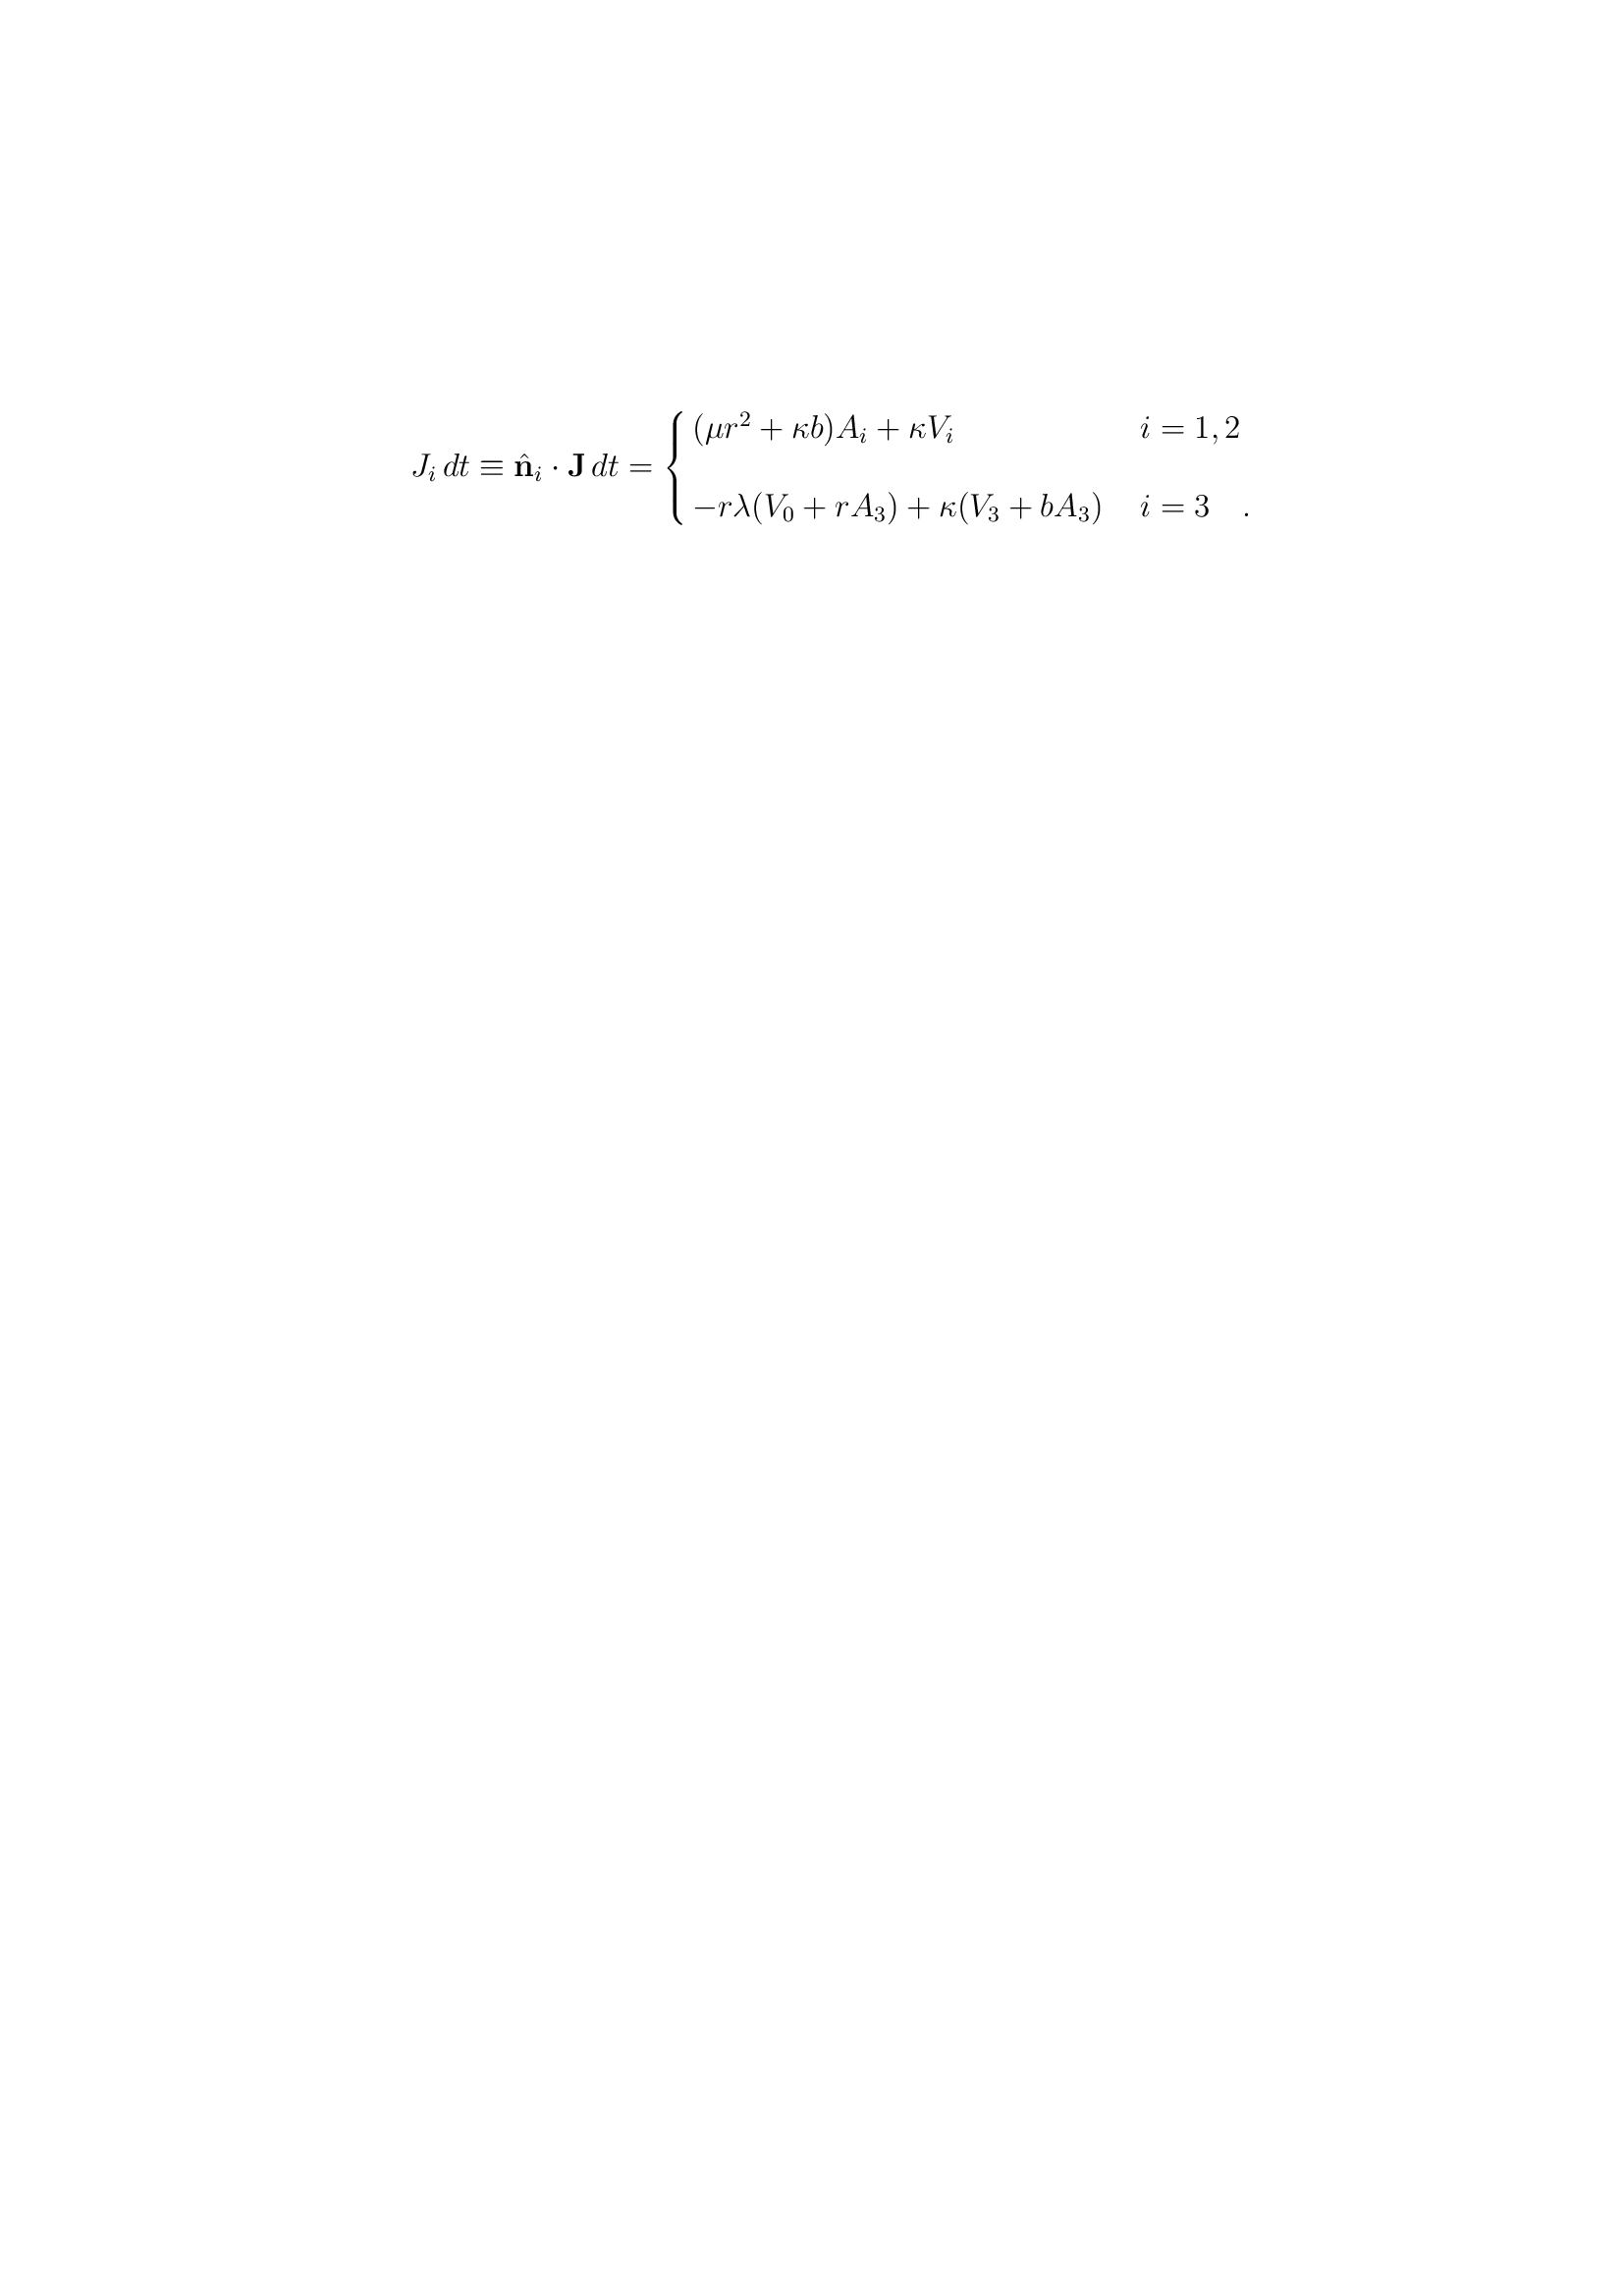 $J_i\,dt \equiv \hat{\mathbf{n}}_i \cdot \mathbf{J}\,dt = \begin{cases} (\mu r^2 + \kappa b)A_i + \kappa V_i & i = 1, 2 \\ -r\lambda(V_0 + rA_3) + \kappa(V_3 + bA_3) & i = 3 \quad . \end{cases}$